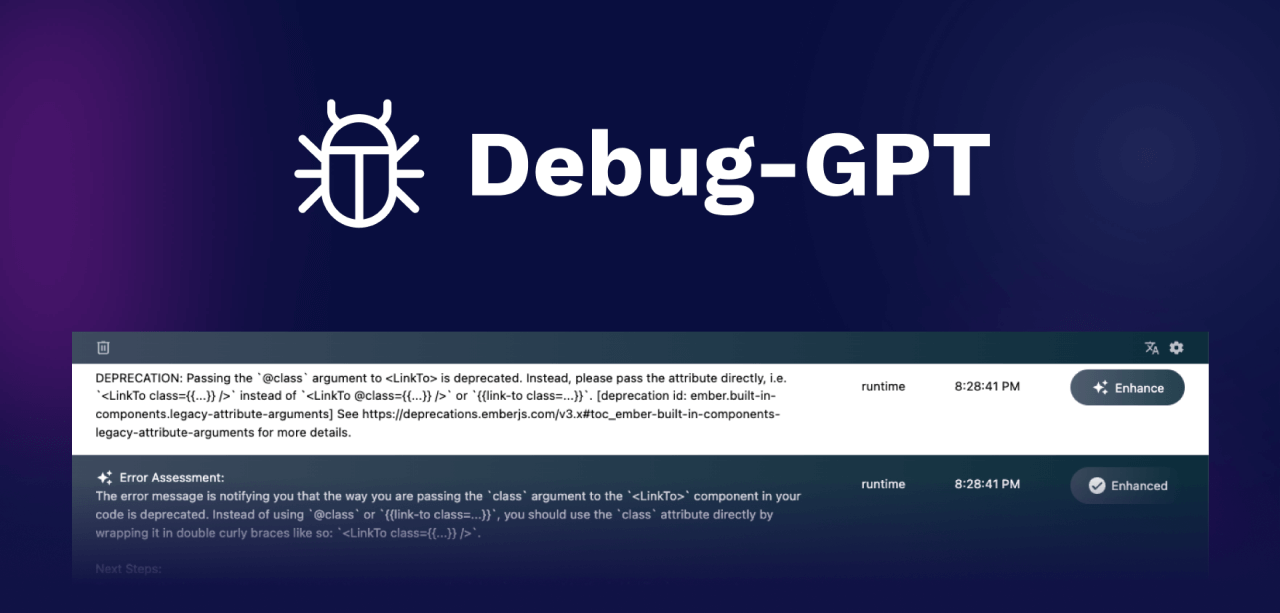 Debug-GPT
DEPRECATION: Passing the `@class` argument to <LinkTo> is deprecated. Instead, please pass the attribute directly, i.e.
`<LinkTo class={{...}} />` instead of `<LinkTo @class={{...}} />` or `{{link-to class=...}}`. [deprecation id: ember.built-in-
components.legacy-attribute-arguments] See https://deprecations.emberjs.com/v3.x#toc_ember-built-in-components-
legacy-attribute-arguments for more details.
runtime
8:28:41 PM
Enhance
Error Assessment:
The error message is notifying you that the way you are passing the `class` argument to the `<LinkTo>` component in your
code is deprecated. Instead of using `@class` or `{{link-to class=...}}`, you should use the `class` attribute directly by
wrapping it in double curly braces like so: `<LinkTo class={{...}} />`.
runtime
8:28:41 PM
Enhanced
Next Steps: